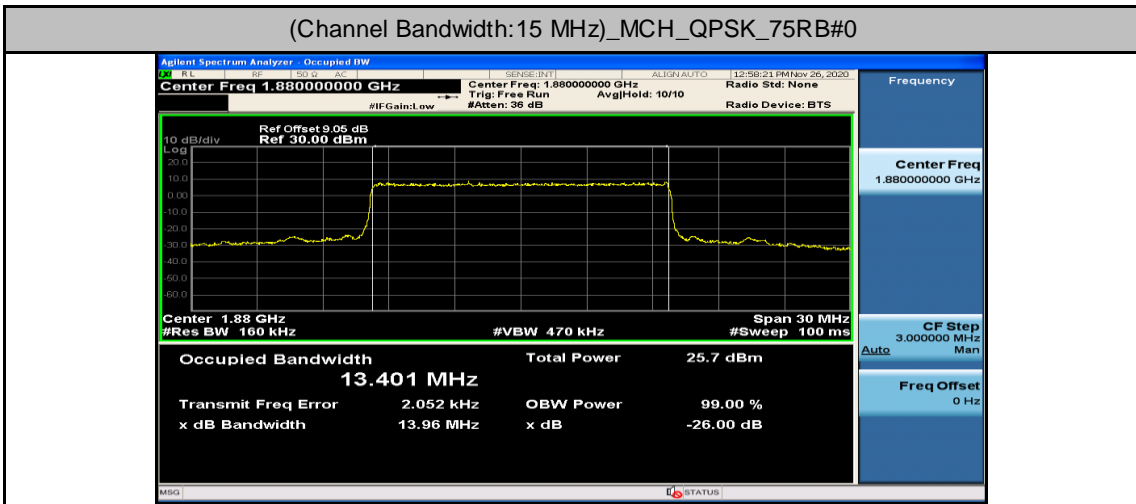 (Channel Bandwidth:15 MHz)_MCH_QPSK_75RB#0
Agilent Spectrum Analyzer - Occupied BW
LXI RL RF 50 Ω AC SENSE:INT ALIGN AUTO 12:58:21 PM Nov 26, 2020
Center Freq 1.880000000 GHz
Center Freq: 1.880000000 GHz Radio Std: None
Trig: Free Run Avg|Hold: 10/10
#IFGain:Low #Atten: 36 dB Radio Device: BTS
Frequency
Ref Offset 9.05 dB
10 dB/div Ref 30.00 dBm
Log
20.0
10.0
0.00
-10.0
-20.0
-30.0
-40.0
-50.0
-60.0
Center Freq
1.880000000 GHz
Center 1.88 GHz Span 30 MHz
#Res BW 160 kHz #VBW 470 kHz #Sweep 100 ms
CF Step
3.000000 MHz
Auto Man
Occupied Bandwidth Total Power 25.7 dBm
13.401 MHz
Transmit Freq Error 2.052 kHz OBW Power 99.00 %
x dB Bandwidth 13.96 MHz x dB -26.00 dB
Freq Offset
0 Hz
MSG STATUS